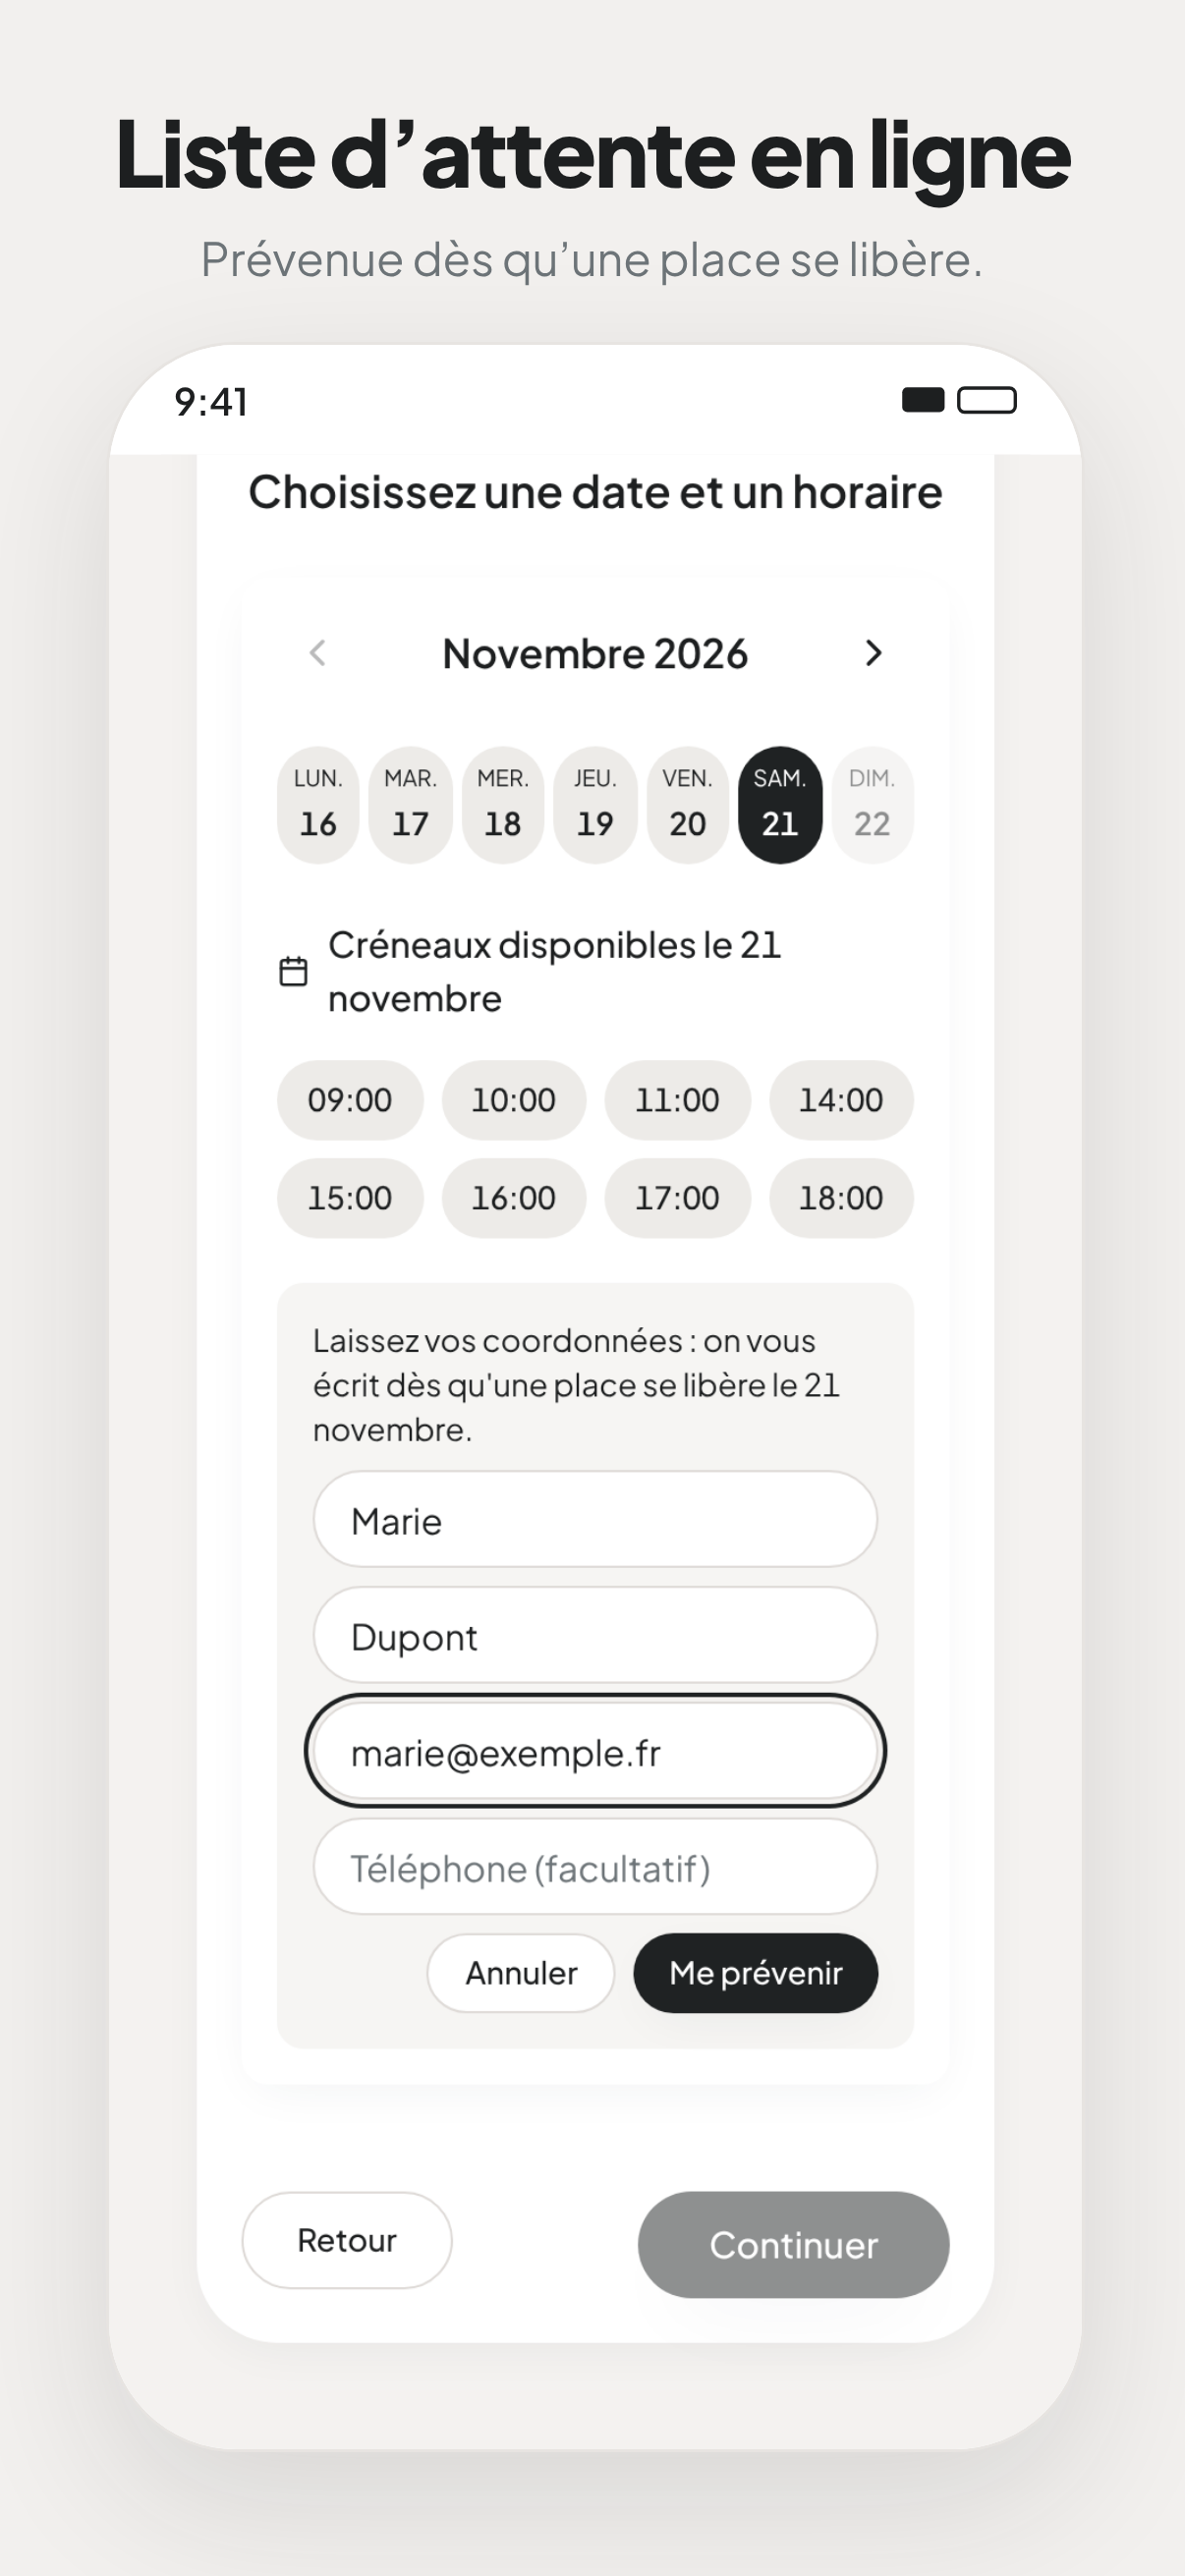 Liste d’attente en ligne
Prévenue dès qu’une place se libère.
9:41
Choisissez une date et un horaire
Novembre 2026
LUN. MAR. MER. JEU. VEN. SAM. DIM.
16 17 18 19 20 21 22
Créneaux disponibles le 21
novembre
09:00 10:00 11:00 14:00
15:00 16:00 17:00 18:00
Laissez vos coordonnées : on vous
écrit dès qu'une place se libère le 21
novembre.
Marie
Dupont
marie@exemple.fr
Téléphone (facultatif)
Annuler Me prévenir
Retour Continuer